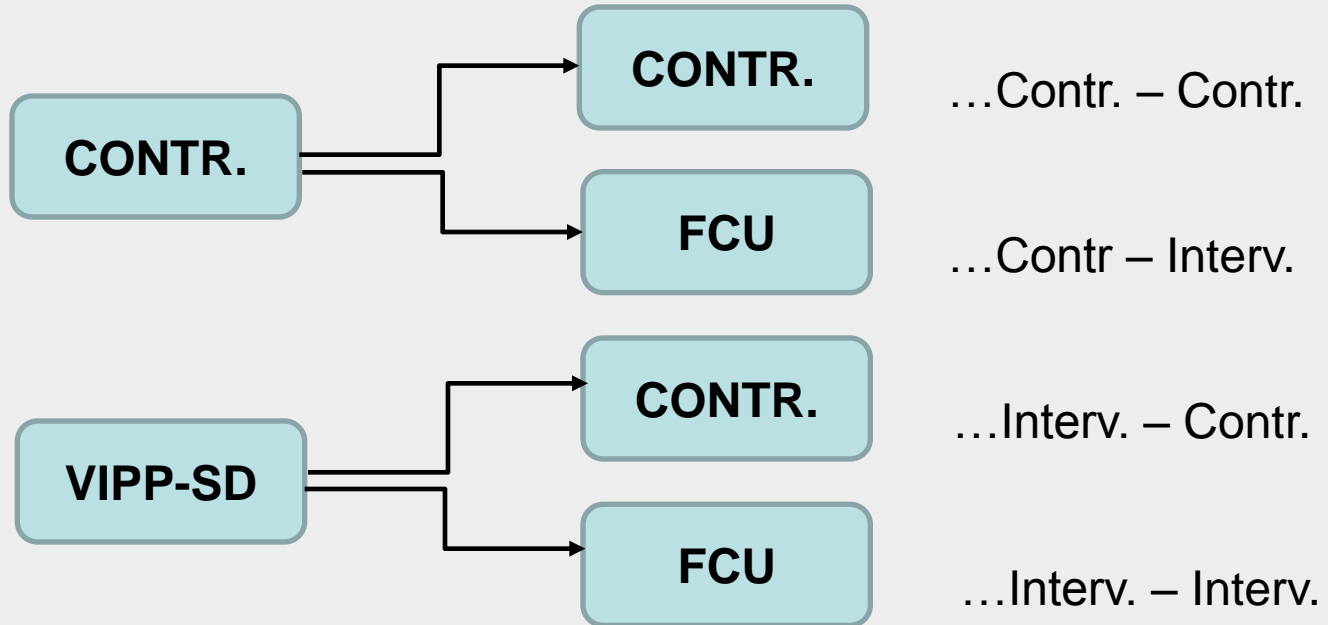 CONTR.
CONTR.
…Contr. – Contr.
FCU
…Contr – Interv.
VIPP-SD
CONTR.
…Interv. – Contr.
FCU
…Interv. – Interv.